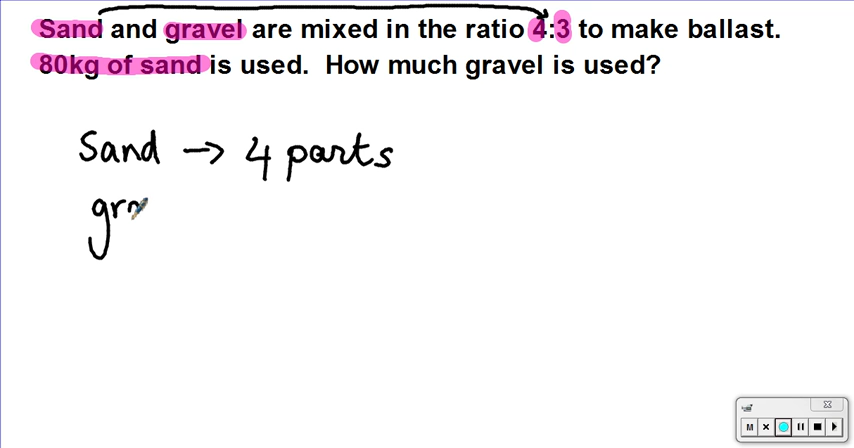 Sand and gravel are mixed in the ratio 4:3 to make ballast.
80kg of sand is used. How much gravel is used?
Sand → 4 parts
gr
M